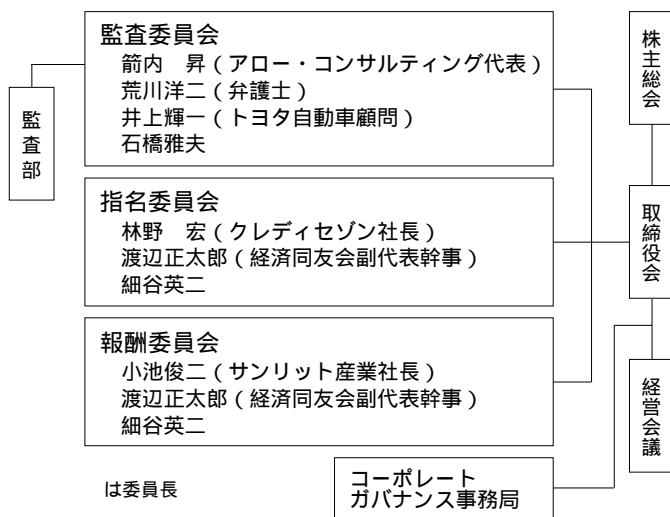 監査委員会
箭内　昇（アロー・コンサルティング代表）
荒川洋二（弁護士）
井上輝一（トヨタ自動車顧問）
石橋雅夫
監査部
指名委員会
林野　宏（クレディセゾン社長）
渡辺正太郎（経済同友会副代表幹事）
細谷英二
報酬委員会
小池俊二（サンリット産業社長）
渡辺正太郎（経済同友会副代表幹事）
細谷英二
株主総会
取締役会
経営会議
は委員長
コーポレート
ガバナンス事務局